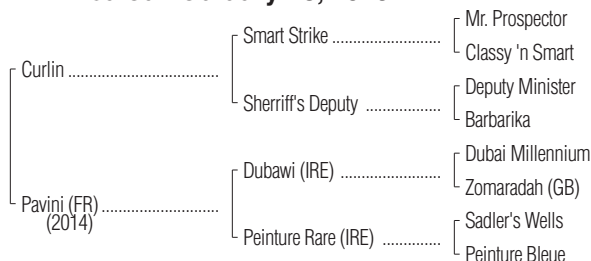 Mr. Prospector
Smart Strike ..................
Classy 'n Smart
Curlin ..................................
Deputy Minister
Sherriff's Deputy .................
Barbarika
Dubai Millennium
Dubawi (IRE) ......................
Zomaradah (GB)
Pavini (FR) ..........................
(2014)
Sadler's Wells
Peinture Rare (IRE) .............
Peinture Bleue